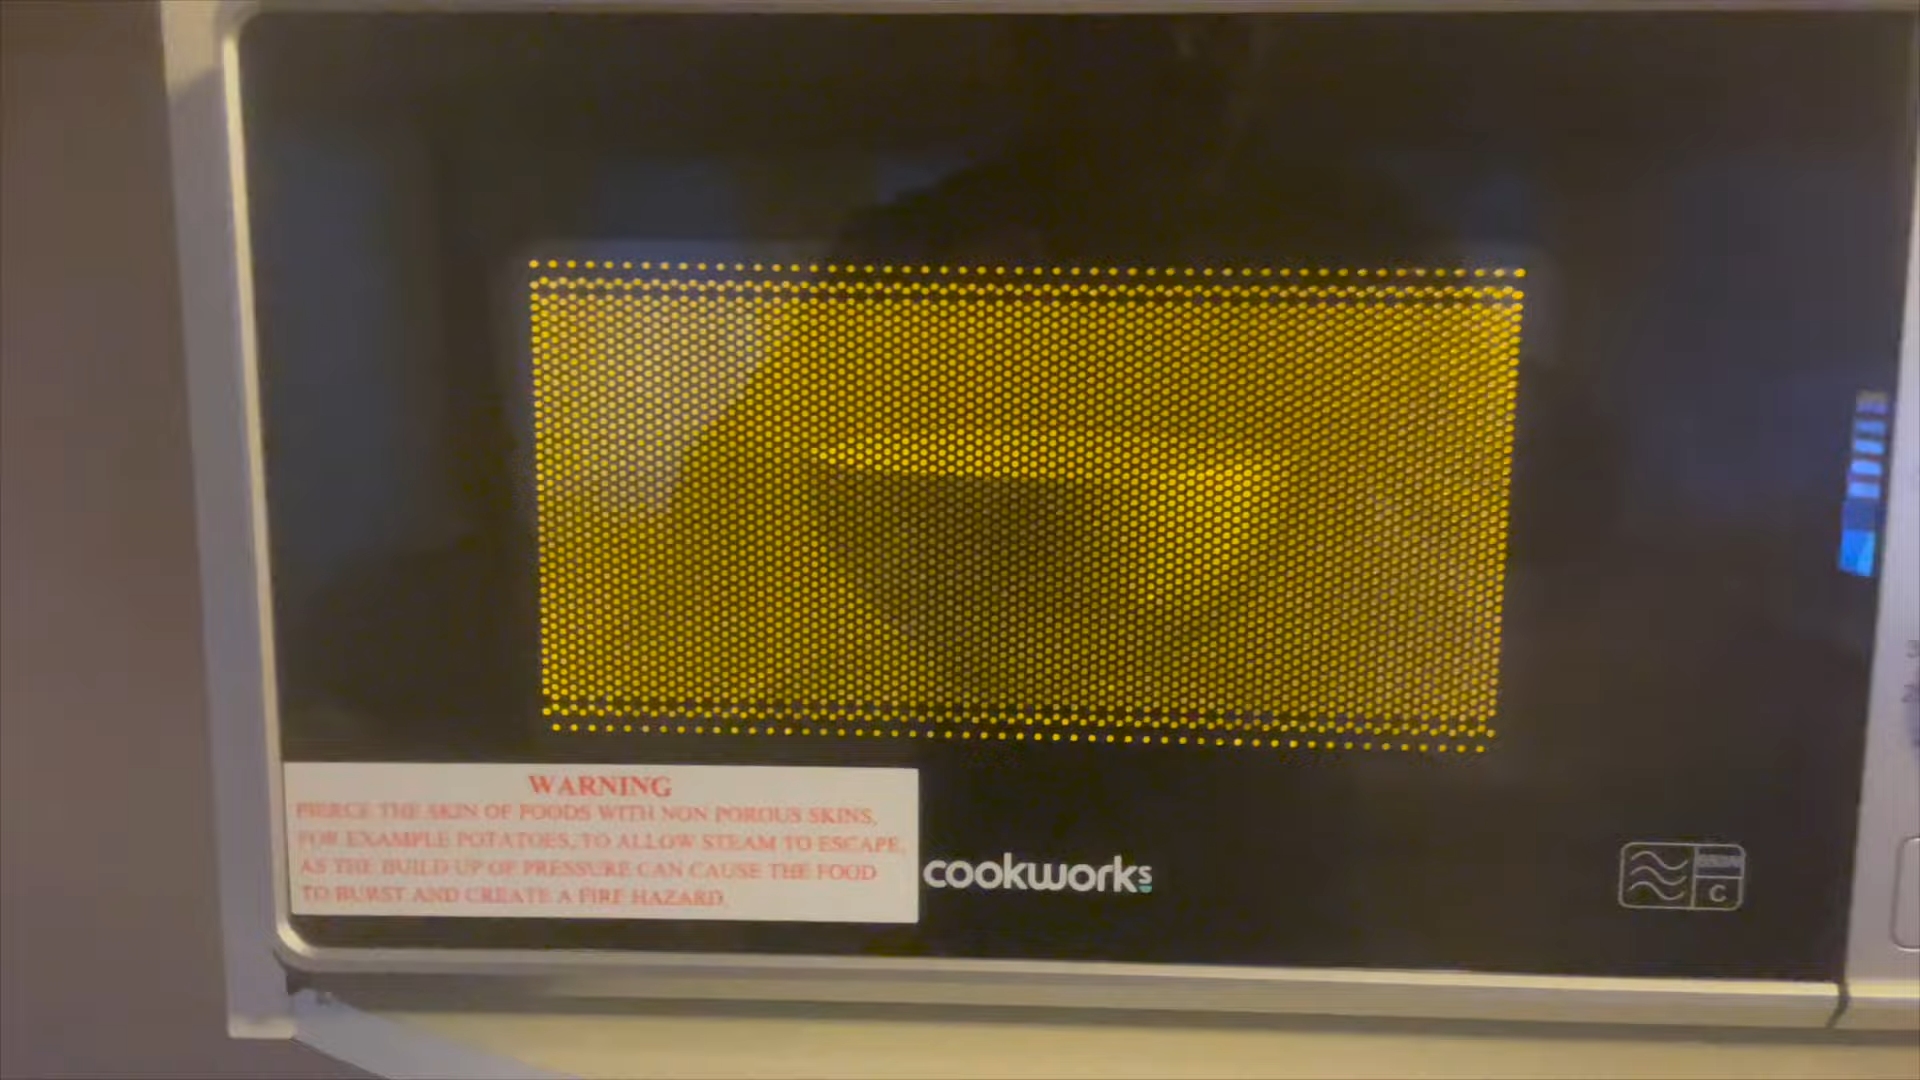 WARNING
PIERCE THE SKIN OF FOODS WITH NON POROUS SKINS,
FOR EXAMPLE POTATOES, TO ALLOW STEAM TO ESCAPE,
AS THE BUILD UP OF PRESSURE CAN CAUSE THE FOOD
TO BURST AND CREATE A FIRE HAZARD.
cookworks
C